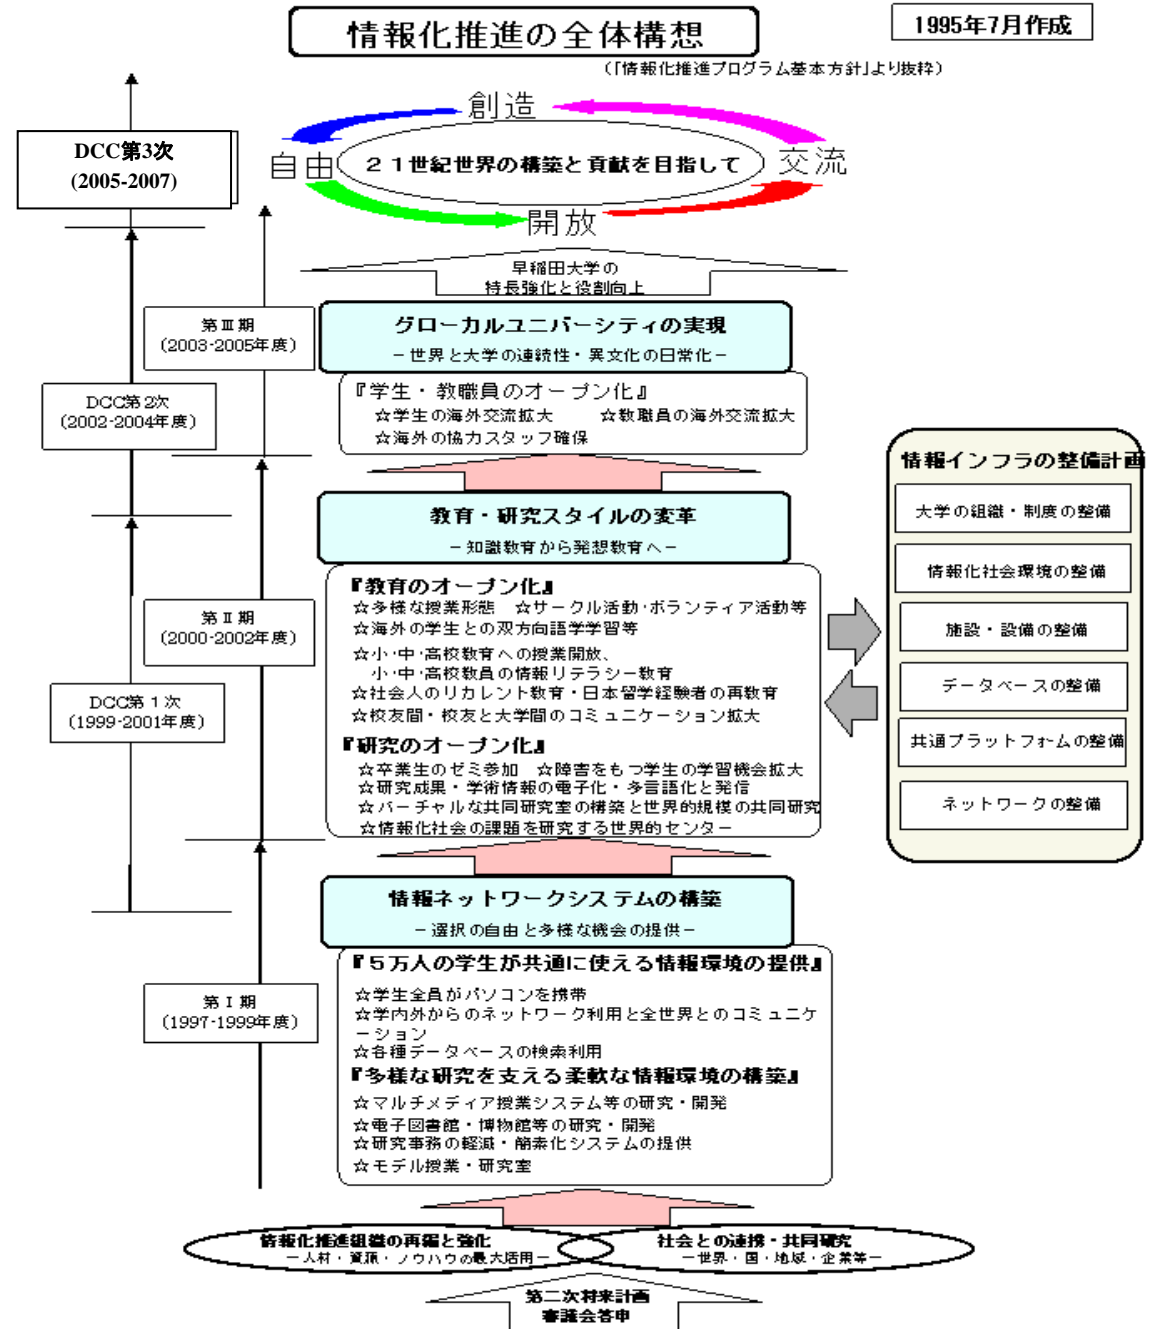 情報化推進の全体構想
1995年7月作成
（「情報化推進プログラム基本方針」より抜粋）
創造
自由
２１世紀世界の構築と貢献を目指して
交流
開放
早稲田大学の
特長強化と役割向上
DCC第3次
(2005-2007)
第Ⅲ期
(2003-2005年度)
DCC第2次
(2002-2004年度)
第Ⅱ期
(2000-2002年度)
DCC第１次
(1999-2001年度)
第Ⅰ期
(1997-1999年度)
グローカルユニバーシティの実現
－世界と大学の連続性・異文化の日常化－
『学生・教職員のオープン化』
☆学生の海外交流拡大　☆教職員の海外交流拡大
☆海外の協力スタッフ確保
教育・研究スタイルの変革
－知識教育から発想教育へ－
『教育のオープン化』
☆多様な授業形態　☆サークル活動・ボランティア活動等
☆海外の学生との双方向語学学習等
☆小・中・高校教育への授業開放、
小・中・高校教員の情報リテラシー教育
☆社会人のリカレント教育・日本留学経験者の再教育
☆校友間・校友と大学間のコミュニケーション拡大
『研究のオープン化』
☆卒業生のゼミ参加　☆障害をもつ学生の学習機会拡大
☆研究成果・学術情報の電子化・多言語化と発信
☆バーチャルな共同研究室の構築と世界的規模の共同研究
☆情報化社会の課題を研究する世界的センター
情報ネットワークシステムの構築
－選択の自由と多様な機会の提供－
『５万人の学生が共通に使える情報環境の提供』
☆学生全員がパソコンを携帯
☆学内外からのネットワーク利用と全世界とのコミュニケ
ーション
☆各種データベースの検索利用
『多様な研究を支える柔軟な情報環境の構築』
☆マルチメディア授業システム等の研究・開発
☆電子図書館・博物館等の研究・開発
☆研究事務の軽減・簡素化システムの提供
☆モデル授業・研究室
情報インフラの整備計画
大学の組織・制度の整備
情報化社会環境の整備
施設・設備の整備
データベースの整備
共通プラットフォームの整備
ネットワークの整備
情報化推進組織の再編と強化
－人材・資源・ノウハウの最大活用－
社会との連携・共同研究
－世界・国・地域・企業等－
第二次将来計画
審議会答申